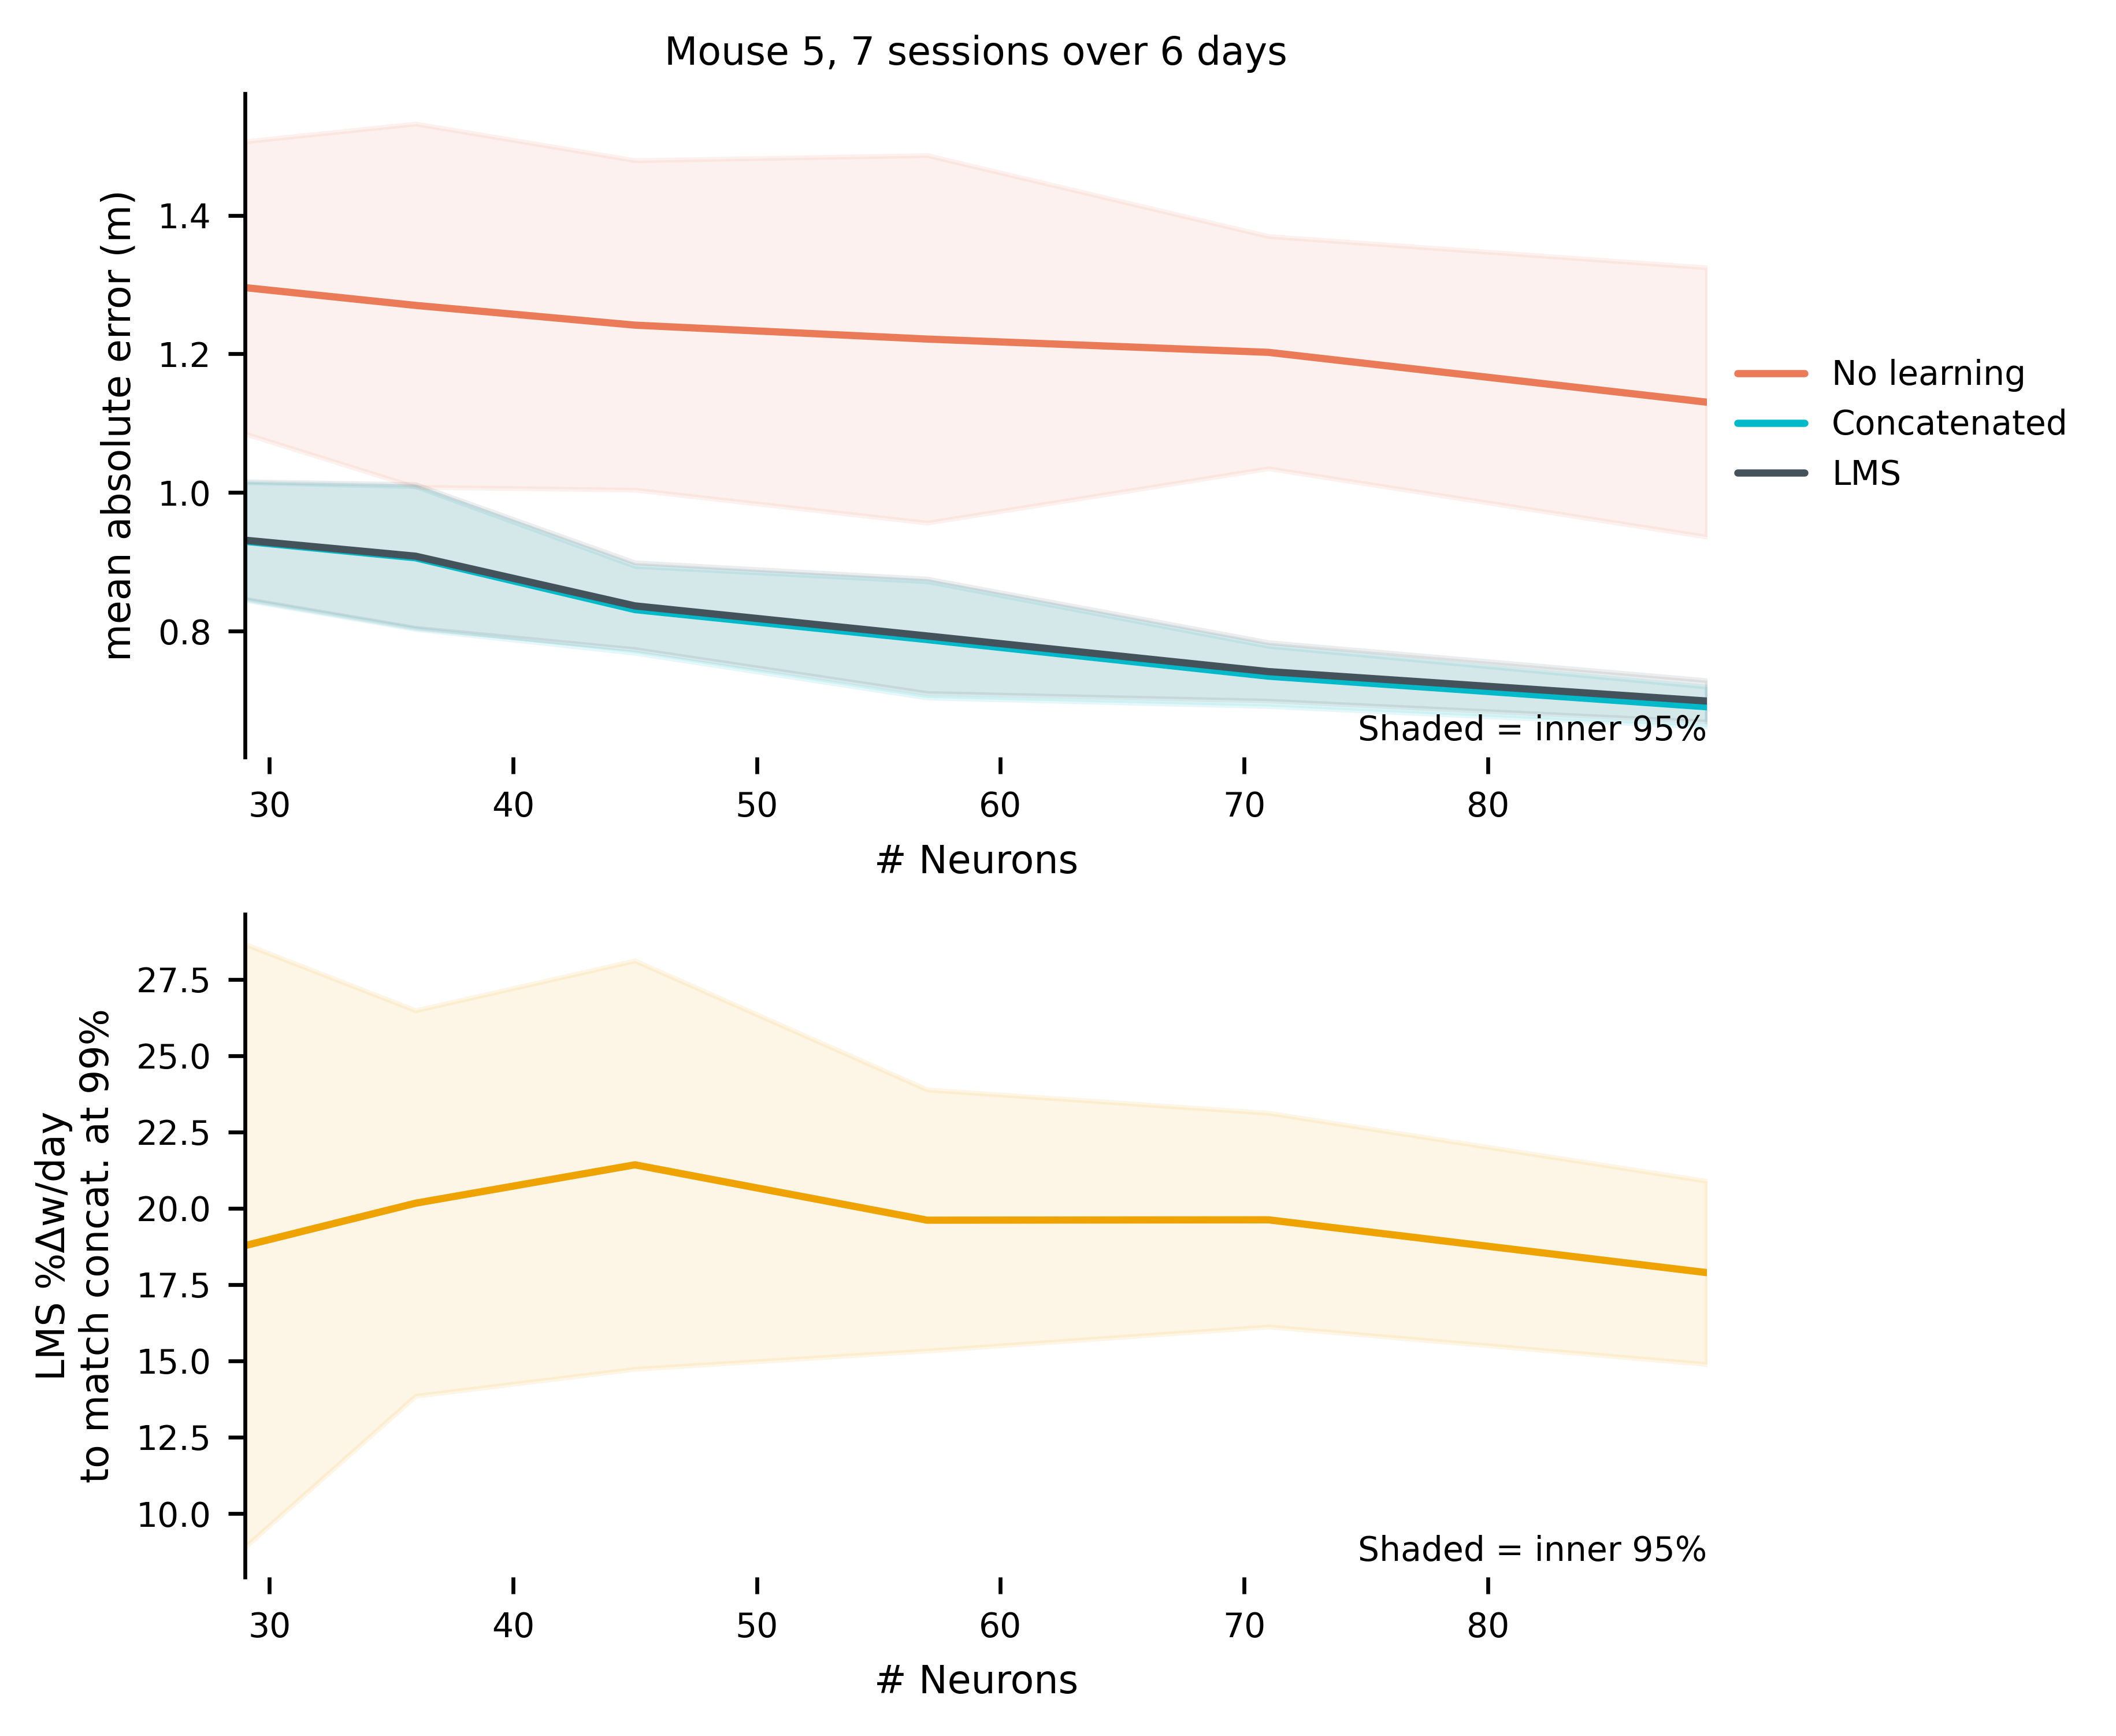 Mouse 5, 7 sessions over 6 days
mean absolute error (m)
1.4
1.2
1.0
0.8
No learning
Concatenated
LMS
Shaded = inner 95%
30 40 50 60 70 80
# Neurons
LMS %Δw/day
to match concat. at 99%
27.5
25.0
22.5
20.0
17.5
15.0
12.5
10.0
Shaded = inner 95%
30 40 50 60 70 80
# Neurons